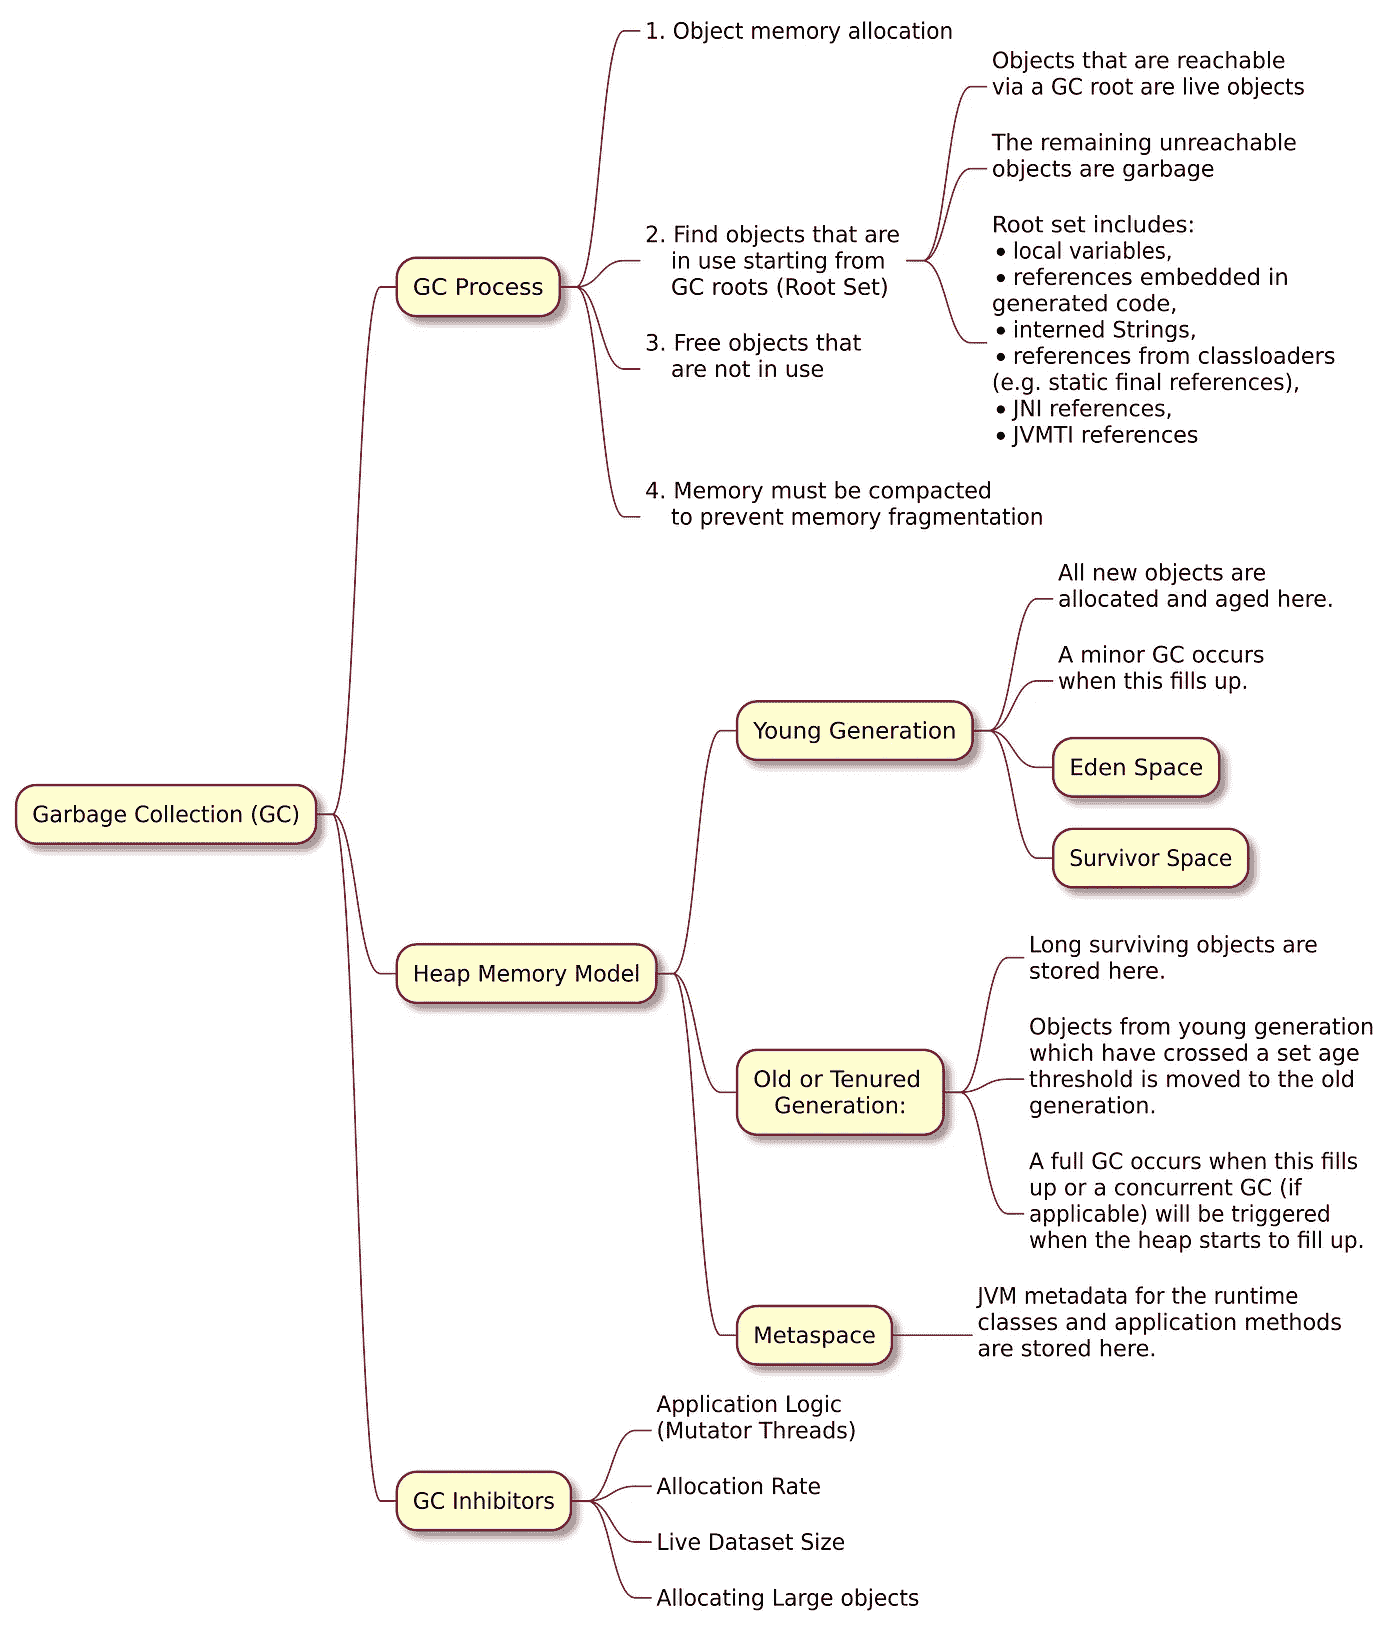 Garbage Collection (GC)
GC Process
1. Object memory allocation
2. Find objects that are
in use starting from
GC roots (Root Set)
Objects that are reachable
via a GC root are live objects
The remaining unreachable
objects are garbage
Root set includes:
• local variables,
• references embedded in
generated code,
• interned Strings,
• references from classloaders
(e.g. static final references),
• JNI references,
• JVMTI references
3. Free objects that
are not in use
4. Memory must be compacted
to prevent memory fragmentation
Heap Memory Model
Young Generation
All new objects are
allocated and aged here.
A minor GC occurs
when this fills up.
Eden Space
Survivor Space
Old or Tenured
Generation:
Long surviving objects are
stored here.
Objects from young generation
which have crossed a set age
threshold is moved to the old
generation.
A full GC occurs when this fills
up or a concurrent GC (if
applicable) will be triggered
when the heap starts to fill up.
Metaspace
JVM metadata for the runtime
classes and application methods
are stored here.
GC Inhibitors
Application Logic
(Mutator Threads)
Allocation Rate
Live Dataset Size
Allocating Large objects